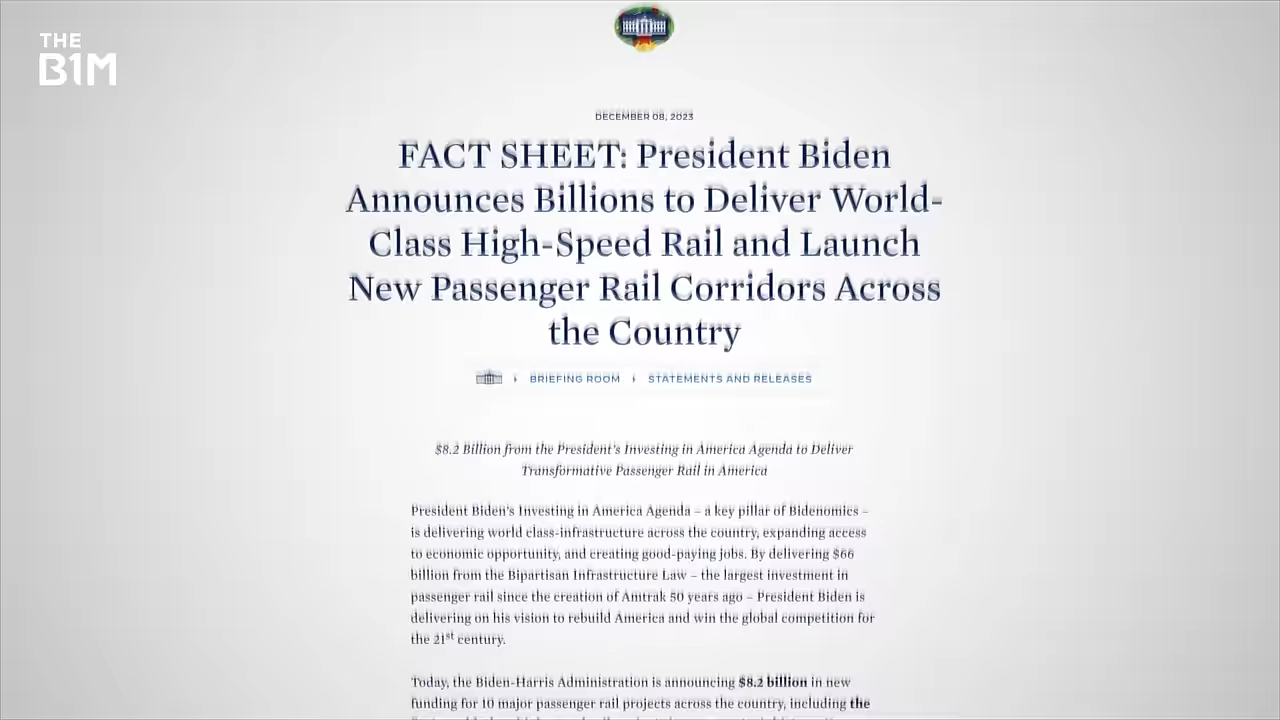 THE
B1M
DECEMBER 08, 2023
FACT SHEET: President Biden
Announces Billions to Deliver World-
Class High-Speed Rail and Launch
New Passenger Rail Corridors Across
the Country
BRIEFING ROOM › STATEMENTS AND RELEASES
$8.2 Billion from the President's Investing in America Agenda to Deliver
Transformative Passenger Rail in America
President Biden's Investing in America Agenda – a key pillar of Bidenomics –
is delivering world class-infrastructure across the country, expanding access
to economic opportunity, and creating good-paying jobs. By delivering $66
billion from the Bipartisan Infrastructure Law – the largest investment in
passenger rail since the creation of Amtrak 50 years ago – President Biden is
delivering on his vision to rebuild America and win the global competition for
the 21st century.
Today, the Biden-Harris Administration is announcing $8.2 billion in new
funding for 10 major passenger rail projects across the country, including the